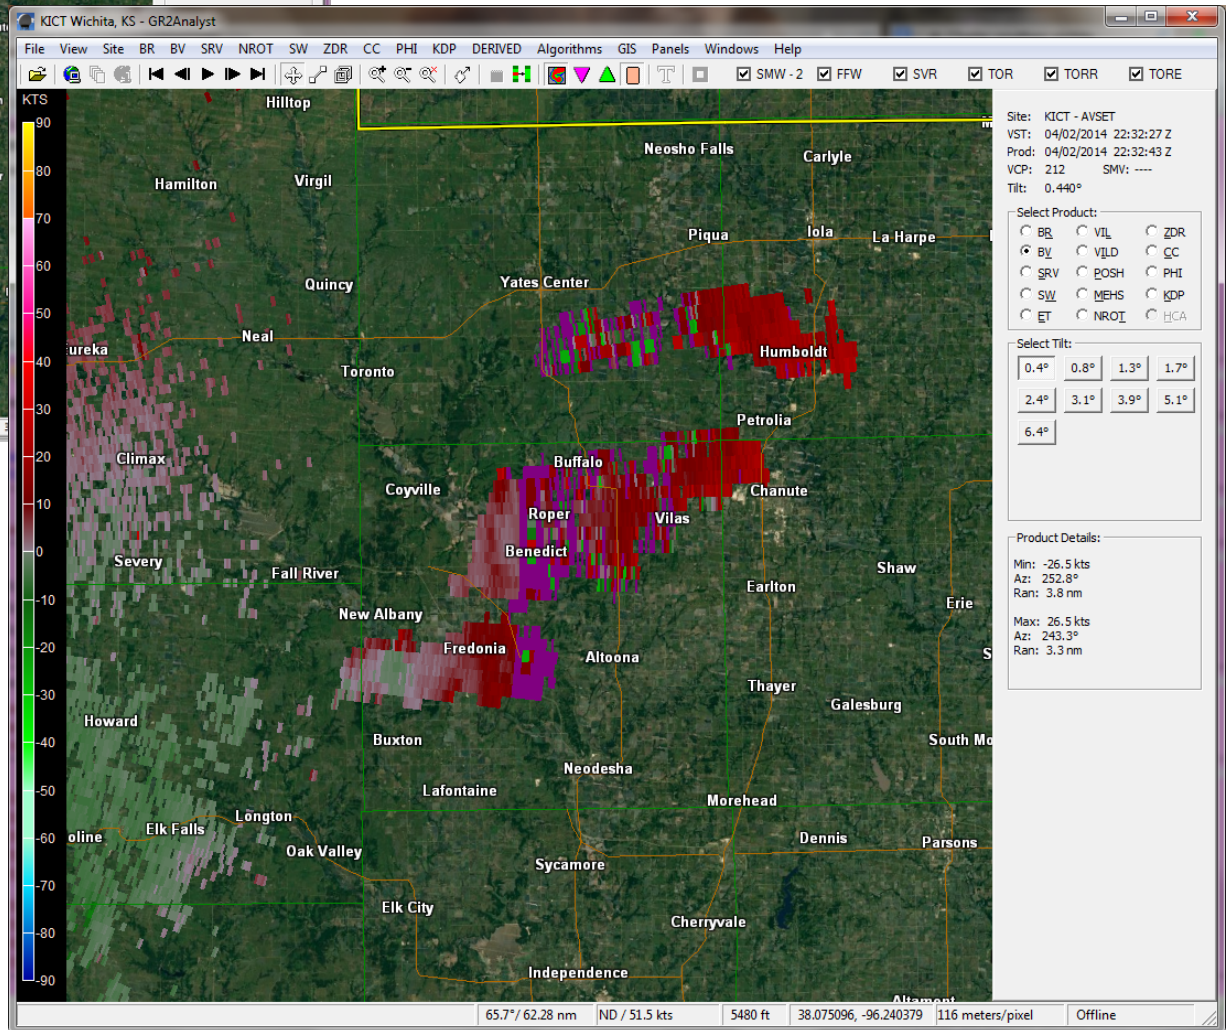 KICT Wichita, KS - GR2Analyst
File View Site BR BV SRV NROT SW ZDR CC PHI KDP DERIVED Algorithms GIS Panels Windows Help
SMW - 2 FFW SVR TOR TORR TORE
KTS
90
80
70
60
50
40
30
20
10
0
-10
-20
-30
-40
-50
-60
-70
-80
-90
Hilltop
Neosho Falls
Carlyle
Hamilton
Virgil
Piqua
Iola
La Harpe
Quincy
Yates Center
Neal
ureka
Toronto
Humboldt
Petrolia
Climax
Buffalo
Coyville
Chanute
Roper
Vilas
Benedict
Severy
Fall River
Shaw
Earlton
Erie
New Albany
Fredonia
Altoona
Thayer
Galesburg
Howard
Buxton
South Mo
Neodesha
Lafontaine
Morehead
Longton
Elk Falls
oline
Oak Valley
Dennis
Parsons
Sycamore
Elk City
Cherryvale
Independence
Altamont
Site: KICT - AVSET
VST: 04/02/2014 22:32:27 Z
Prod: 04/02/2014 22:32:43 Z
VCP: 212 SMV: ----
Tilt: 0.440°
Select Product:
BR VIL ZDR
BV VILD CC
SRV POSH PHI
SW MEHS KDP
ET NROT HCA
Select Tilt:
0.4° 0.8° 1.3° 1.7°
2.4° 3.1° 3.9° 5.1°
6.4°
Product Details:
Min: -26.5 kts
Az: 252.8°
Ran: 3.8 nm
Max: 26.5 kts
Az: 243.3°
Ran: 3.3 nm
65.7°/ 62.28 nm ND / 51.5 kts 5480 ft 38.075096, -96.240379 116 meters/pixel Offline